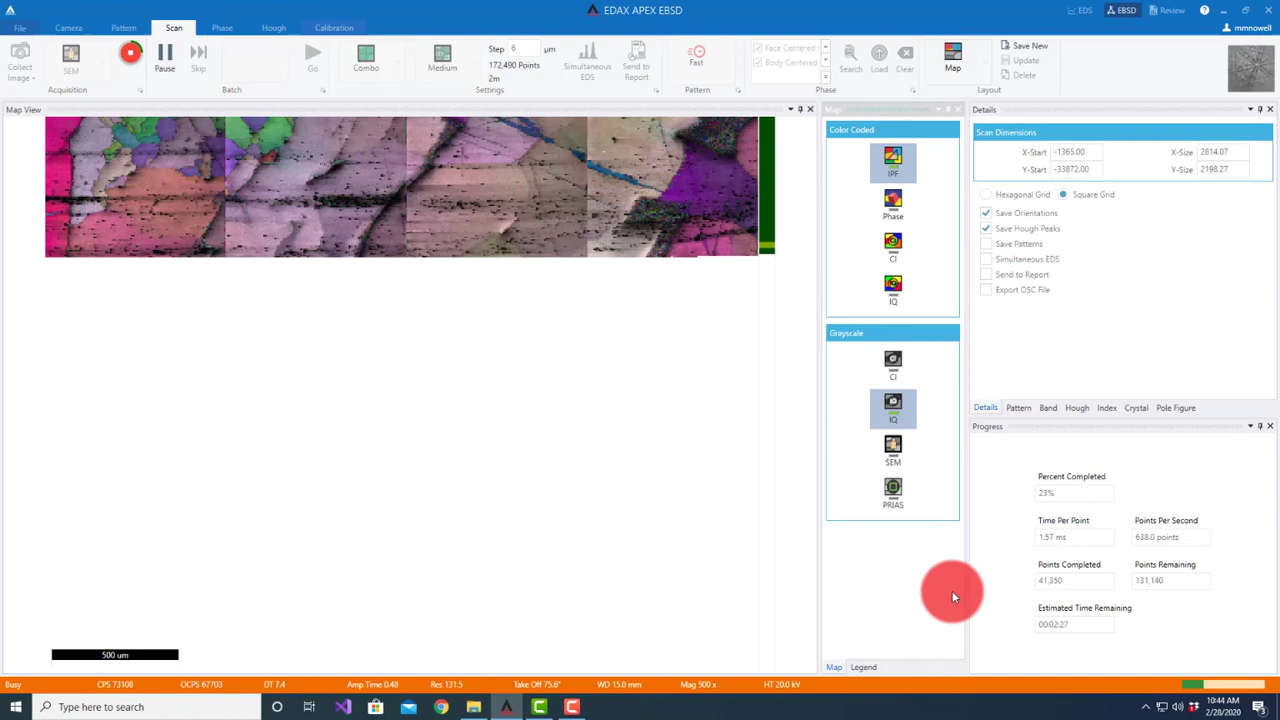 EDAX APEX EBSD
EDS EBSD Review
File Camera Pattern Scan Phase Hough Calibration mmnowell
Collect Image SEM Pause Skip Go Combo Medium Step 6 µm
172,490 Points
2m
Simultaneous EDS Send to Report Fast
Face Centered
Body Centered
Search Load Clear Map
Save New
Update
Delete
Acquisition Batch Settings Pattern Phase Layout
Map View Map Details
Color Coded
IPF
Phase
CI
IQ
Grayscale
CI
IQ
SEM
PRIAS
Map Legend
Scan Dimensions
X-Start -1365.00 X-Size 2814.07
Y-Start -33872.00 Y-Size 2198.27
Hexagonal Grid Square Grid
Save Orientations
Save Hough Peaks
Save Patterns
Simultaneous EDS
Send to Report
Export OSC File
Details Pattern Band Hough Index Crystal Pole Figure
Progress
Percent Completed
23%
Time Per Point Points Per Second
1.57 ms 638.0 points
Points Completed Points Remaining
41,350 131,140
Estimated Time Remaining
00:02:27
500 um
Busy CPS 73108 OCPS 67703 DT 7.4 Amp Time 0.48 Res 131.5 Take Off 75.6° WD 15.0 mm Mag 500 x HT 20.0 kV
Type here to search
10:44 AM
2/28/2020
3